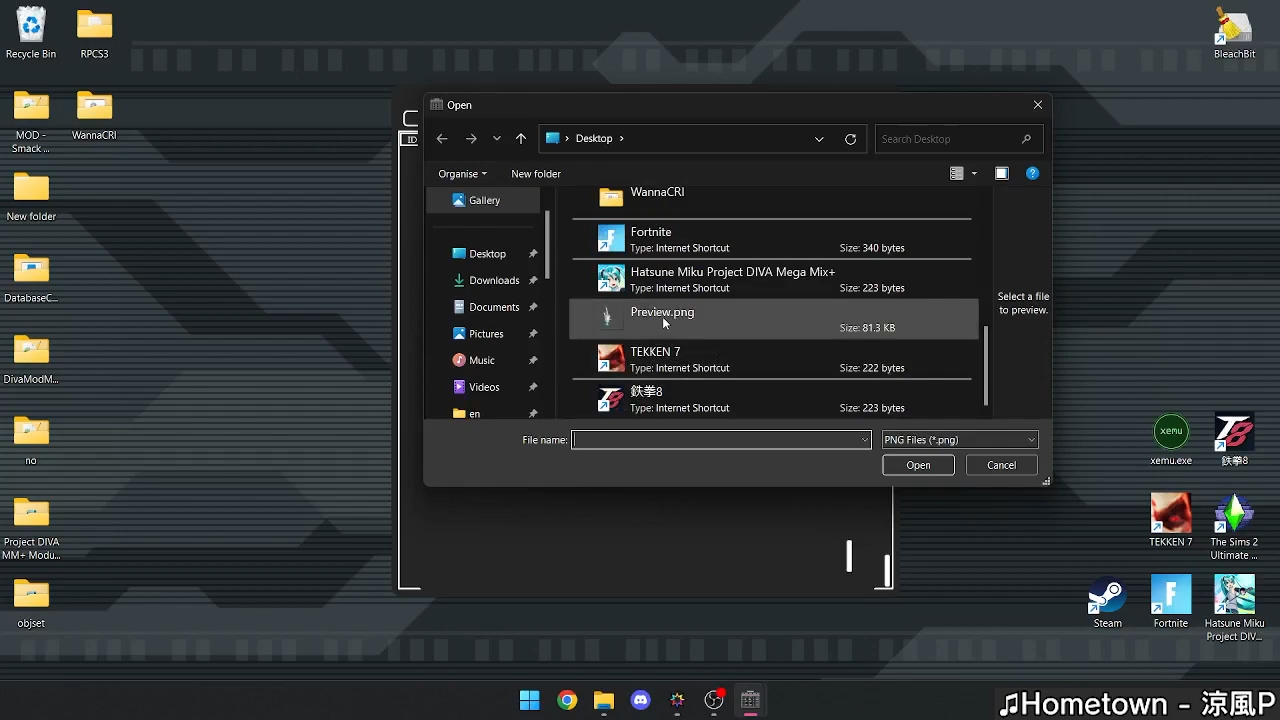 Recycle Bin
RPCS3
BleachBit
MOD -
Smack ...
WannaCRI
New folder
DatabaseC...
DivaModM...
no
Project DIVA
MM+ Modu...
objset
ID
Open
Desktop
Search Desktop
Organise
New folder
Gallery
Desktop
Downloads
Documents
Pictures
Music
Videos
en
WannaCRI
Fortnite
Type: Internet Shortcut
Size: 340 bytes
Hatsune Miku Project DIVA Mega Mix+
Type: Internet Shortcut
Size: 223 bytes
Preview.png
Size: 81.3 KB
TEKKEN 7
Type: Internet Shortcut
Size: 222 bytes
鉄拳8
Type: Internet Shortcut
Size: 223 bytes
Select a file
to preview.
File name:
PNG Files (*.png)
Open
Cancel
xemu
xemu.exe
鉄拳8
TEKKEN 7
The Sims 2
Ultimate ...
Steam
Fortnite
Hatsune Miku
Project DIV...
♫Hometown - 涼風P